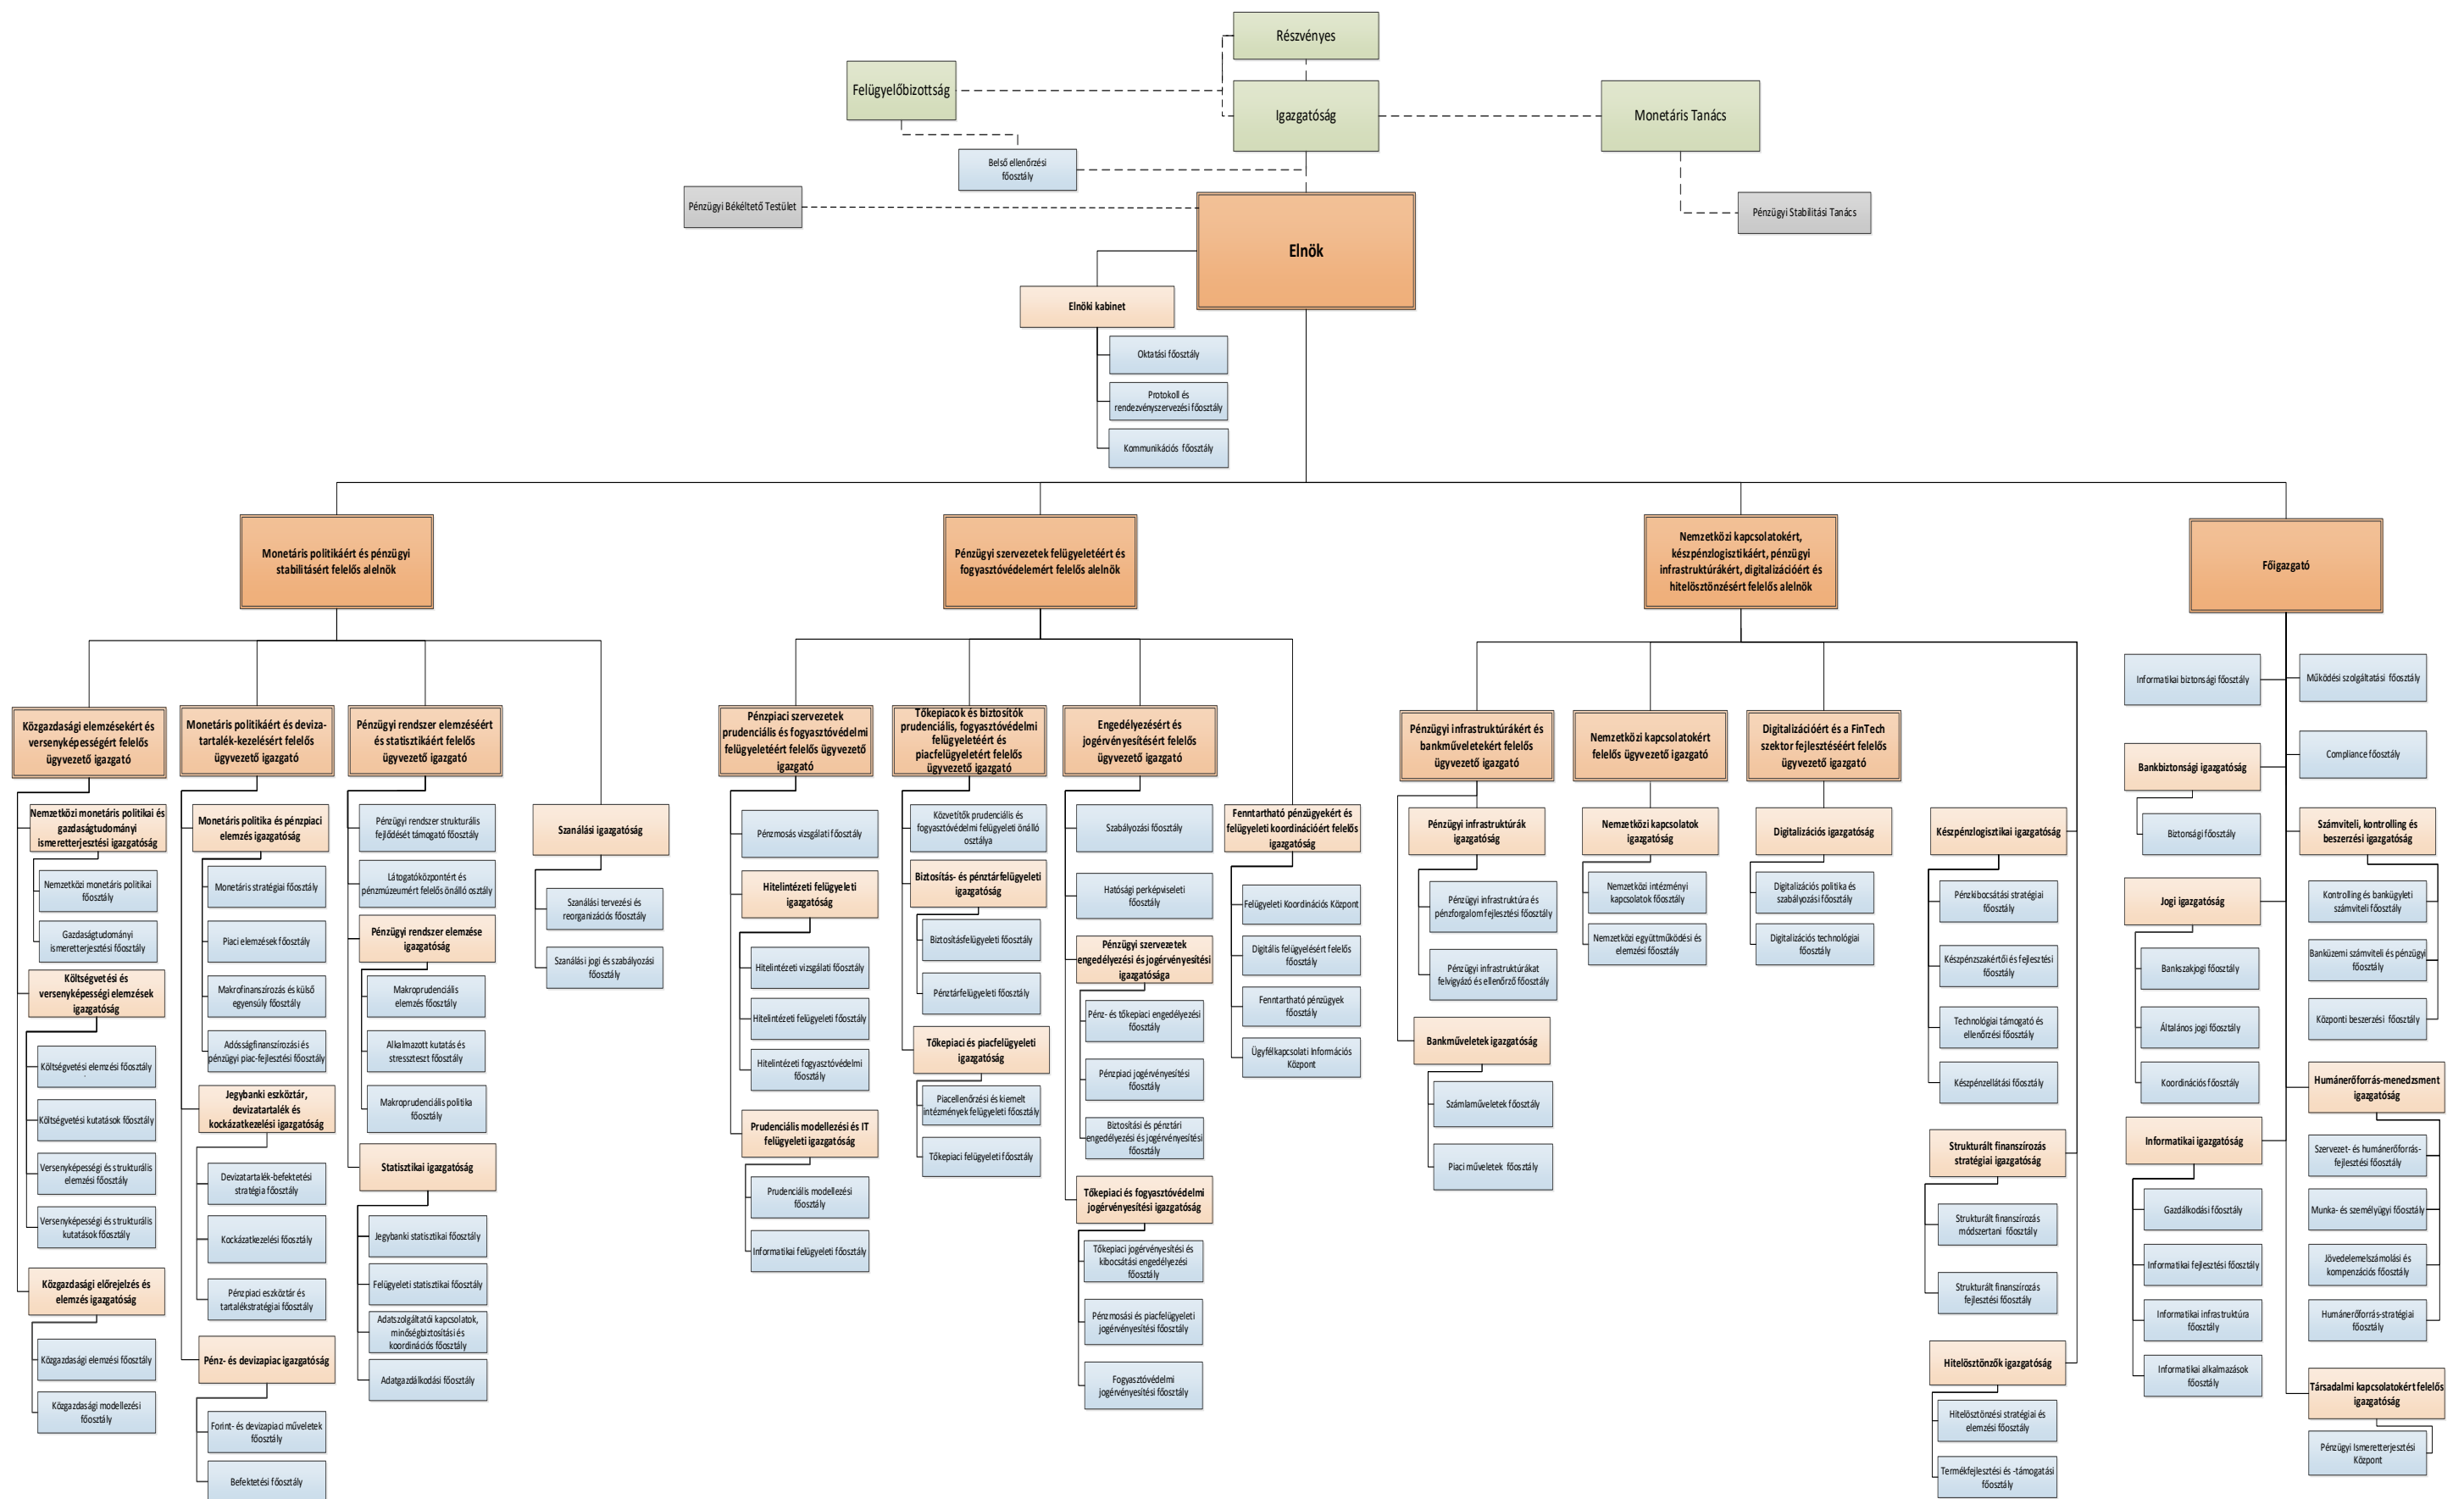 Részvényes
Felügyelőbizottság
Igazgatóság
Monetáris Tanács
Belső ellenőrzési
főosztály
Pénzügyi Békéltető Testület
Pénzügyi Stabilitási Tanács
Elnök
Elnöki kabinet
Oktatási főosztály
Protokoll és
rendezvényszervezési főosztály
Kommunikációs főosztály
Monetáris politikáért és pénzügyi
stabilitásért felelős alelnök
Közgazdasági elemzésekért és
versenyképességért felelős
ügyvezető igazgató
Nemzetközi monetáris politikai és
gazdaságtudományi
ismeretterjesztési igazgatóság
Nemzetközi monetáris politikai
főosztály
Gazdaságtudományi
ismeretterjesztési főosztály
Költségvetési és
versenyképességi elemzések
igazgatóság
Költségvetési elemzési főosztály
Költségvetési kutatások főosztály
Versenyképességi és strukturális
elemzési főosztály
Versenyképességi és strukturális
kutatások főosztály
Közgazdasági előrejelzés és
elemzés igazgatóság
Közgazdasági elemzési főosztály
Közgazdasági modellezési
főosztály
Monetáris politikáért és deviza-
tartalék-kezelésért felelős
ügyvezető igazgató
Monetáris politika és pénzpiaci
elemzés igazgatóság
Monetáris stratégiai főosztály
Piaci elemzések főosztály
Makrofinanszírozás és külső
egyensúly főosztály
Adósságfinanszírozási és
pénzügyi piac-fejlesztési főosztály
Jegybanki eszköztár,
devizatartalék és
kockázatkezelési igazgatóság
Devizatartalék-befektetési
stratégia főosztály
Kockázatkezelési főosztály
Pénzpiaci eszköztár és
tartalékstratégiai főosztály
Pénz- és devizapiac igazgatóság
Forint- és devizapiaci műveletek
főosztály
Befektetési főosztály
Pénzügyi rendszer elemzéséért
és statisztikáért felelős
ügyvezető igazgató
Pénzügyi rendszer strukturális
fejlődését támogató főosztály
Látogatóközpontért és
pénzmúzeumért felelős önálló osztály
Pénzügyi rendszer elemzése
igazgatóság
Makroprudenciális
elemzés főosztály
Alkalmazott kutatás és
stresszteszt főosztály
Makroprudenciális politika
főosztály
Statisztikai igazgatóság
Jegybanki statisztikai főosztály
Felügyeleti statisztikai főosztály
Adatszolgáltatói kapcsolatok,
minőségbiztosítási és
koordinációs főosztály
Adatgazdálkodási főosztály
Szanálási igazgatóság
Szanálási tervezési és
reorganizációs főosztály
Szanálási jogi és szabályozási
főosztály
Pénzügyi szervezetek felügyeletéért és
fogyasztóvédelemért felelős alelnök
Pénzpiaci szervezetek
prudenciális és fogyasztóvédelmi
felügyeletéért felelős ügyvezető
igazgató
Pénzmosás vizsgálati főosztály
Hitelintézeti felügyeleti
igazgatóság
Hitelintézeti vizsgálati főosztály
Hitelintézeti felügyeleti főosztály
Hitelintézeti fogyasztóvédelmi
főosztály
Prudenciális modellezési és IT
felügyeleti igazgatóság
Prudenciális modellezési
főosztály
Informatikai felügyeleti főosztály
Tőkepiacok és biztosítók
prudenciális, fogyasztóvédelmi
felügyeletéért és
piacfelügyeletért felelős
ügyvezető igazgató
Közvetítők prudenciális és
fogyasztóvédelmi felügyeleti önálló
osztálya
Biztosítás- és pénztárfelügyeleti
igazgatóság
Biztosításfelügyeleti főosztály
Pénztárfelügyeleti főosztály
Tőkepiaci és piacfelügyeleti
igazgatóság
Piacellenőrzési és kiemelt
intézmények felügyeleti főosztály
Tőkepiaci felügyeleti főosztály
Engedélyezésért és
jogérvényesítésért felelős
ügyvezető igazgató
Szabályozási főosztály
Hatósági perképviseleti
főosztály
Pénzügyi szervezetek
engedélyezési és jogérvényesítési
igazgatósága
Pénz- és tőkepiaci engedélyezési
főosztály
Pénzpiaci jogérvényesítési
főosztály
Biztosítási és pénztári
engedélyezési és jogérvényesítési
főosztály
Tőkepiaci és fogyasztóvédelmi
jogérvényesítési igazgatóság
Tőkepiaci jogérvényesítési és
kibocsátási engedélyezési
főosztály
Pénzmosási és piacfelügyeleti
jogérvényesítési főosztály
Fogyasztóvédelmi
jogérvényesítési főosztály
Fenntartható pénzügyekért és
felügyeleti koordinációért felelős
igazgatóság
Felügyeleti Koordinációs Központ
Digitális felügyelésért felelős
főosztály
Fenntartható pénzügyek
főosztály
Ügyfélkapcsolati Információs
Központ
Nemzetközi kapcsolatokért,
készpénzlogisztikáért, pénzügyi
infrastruktúrákért, digitalizációért és
hitelösztönzésért felelős alelnök
Pénzügyi infrastruktúrákért és
bankműveletekért felelős
ügyvezető igazgató
Pénzügyi infrastruktúrák
igazgatóság
Pénzügyi infrastruktúra és
pénzforgalom fejlesztési főosztály
Pénzügyi infrastruktúrákat
felvigyázó és ellenőrző főosztály
Bankműveletek igazgatóság
Számlaműveletek főosztály
Piaci műveletek főosztály
Nemzetközi kapcsolatokért
felelős ügyvezető igazgató
Nemzetközi kapcsolatok
igazgatóság
Nemzetközi intézményi
kapcsolatok főosztály
Nemzetközi együttműködési és
elemzési főosztály
Digitalizációért és a FinTech
szektor fejlesztéséért felelős
ügyvezető igazgató
Digitalizációs igazgatóság
Digitalizációs politika és
szabályozási főosztály
Digitalizációs technológiai
főosztály
Készpénzlogisztikai igazgatóság
Pénzkibocsátási stratégiai
főosztály
Készpénzszakértői és fejlesztési
főosztály
Technológiai támogató és
ellenőrzési főosztály
Készpénzellátási főosztály
Strukturált finanszírozás
stratégiai igazgatóság
Strukturált finanszírozás
módszertani főosztály
Strukturált finanszírozás
fejlesztési főosztály
Hitelösztönzők igazgatóság
Hitelösztönzési stratégiai és
elemzési főosztály
Termékfejlesztési és -támogatási
főosztály
Főigazgató
Informatikai biztonsági főosztály
Bankbiztonsági igazgatóság
Biztonsági főosztály
Jogi igazgatóság
Bankszakjogi főosztály
Általános jogi főosztály
Koordinációs főosztály
Informatikai igazgatóság
Gazdálkodási főosztály
Informatikai fejlesztési főosztály
Informatikai infrastruktúra
főosztály
Informatikai alkalmazások
főosztály
Működési szolgáltatási főosztály
Compliance főosztály
Számviteli, kontrolling és
beszerzési igazgatóság
Kontrolling és bankügyleti
számviteli főosztály
Banküzemi számviteli és pénzügyi
főosztály
Központi beszerzési főosztály
Humánerőforrás-menedzsment
igazgatóság
Szervezet- és humánerőforrás-
fejlesztési főosztály
Munka- és személyügyi főosztály
Jövedelemelszámolási és
kompenzációs főosztály
Humánerőforrás-stratégiai
főosztály
Társadalmi kapcsolatokért felelős
igazgatóság
Pénzügyi Ismeretterjesztési
Központ